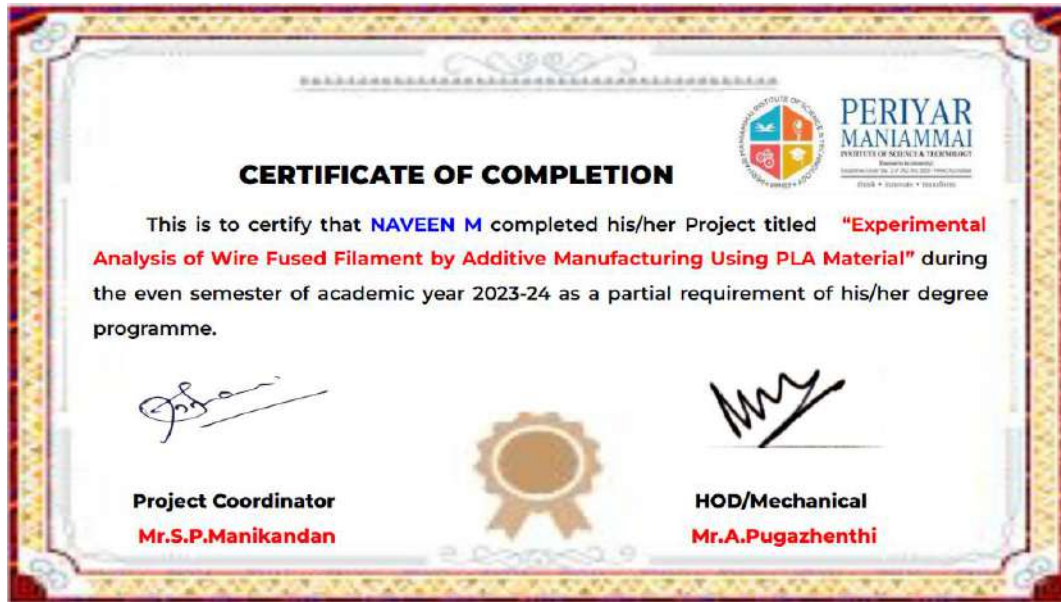 PERIYAR
MANIAMMAI
INSTITUTE OF SCIENCE & TECHNOLOGY
think • innovate • transform
CERTIFICATE OF COMPLETION
This is to certify that NAVEEN M completed his/her Project titled “Experimental
Analysis of Wire Fused Filament by Additive Manufacturing Using PLA Material” during
the even semester of academic year 2023-24 as a partial requirement of his/her degree
programme.
Project Coordinator
HOD/Mechanical
Mr.S.P.Manikandan
Mr.A.Pugazhenthi